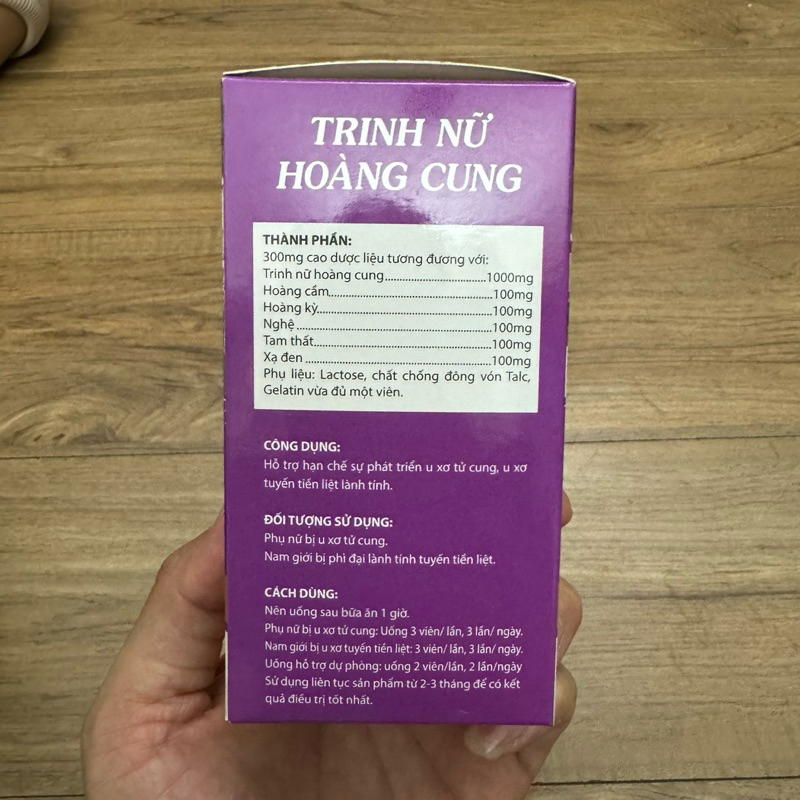 TRINH NỮ
HOÀNG CUNG
THÀNH PHẦN:
300mg cao dược liệu tương đương với:
Trinh nữ hoàng cung..................................1000mg
Hoàng cầm.....................................................100mg
Hoàng kỳ........................................................100mg
Nghệ ..............................................................100mg
Tam thất.........................................................100mg
Xạ đen ...........................................................100mg
Phụ liệu: Lactose, chất chống đông vón Talc,
Gelatin vừa đủ một viên.
CÔNG DỤNG:
Hỗ trợ hạn chế sự phát triển u xơ tử cung, u xơ
tuyến tiền liệt lành tính.
ĐỐI TƯỢNG SỬ DỤNG:
Phụ nữ bị u xơ tử cung.
Nam giới bị phì đại lành tính tuyến tiền liệt.
CÁCH DÙNG:
Nên uống sau bữa ăn 1 giờ.
Phụ nữ bị u xơ tử cung: Uống 3 viên/ lần, 3 lần/ ngày.
Nam giới bị u xơ tuyến tiền liệt: 3 viên/ lần, 3 lần/ ngày.
Uống hỗ trợ dự phòng: uống 2 viên/lần, 2 lần/ngày
Sử dụng liên tục sản phẩm từ 2-3 tháng để có kết
quả điều trị tốt nhất.